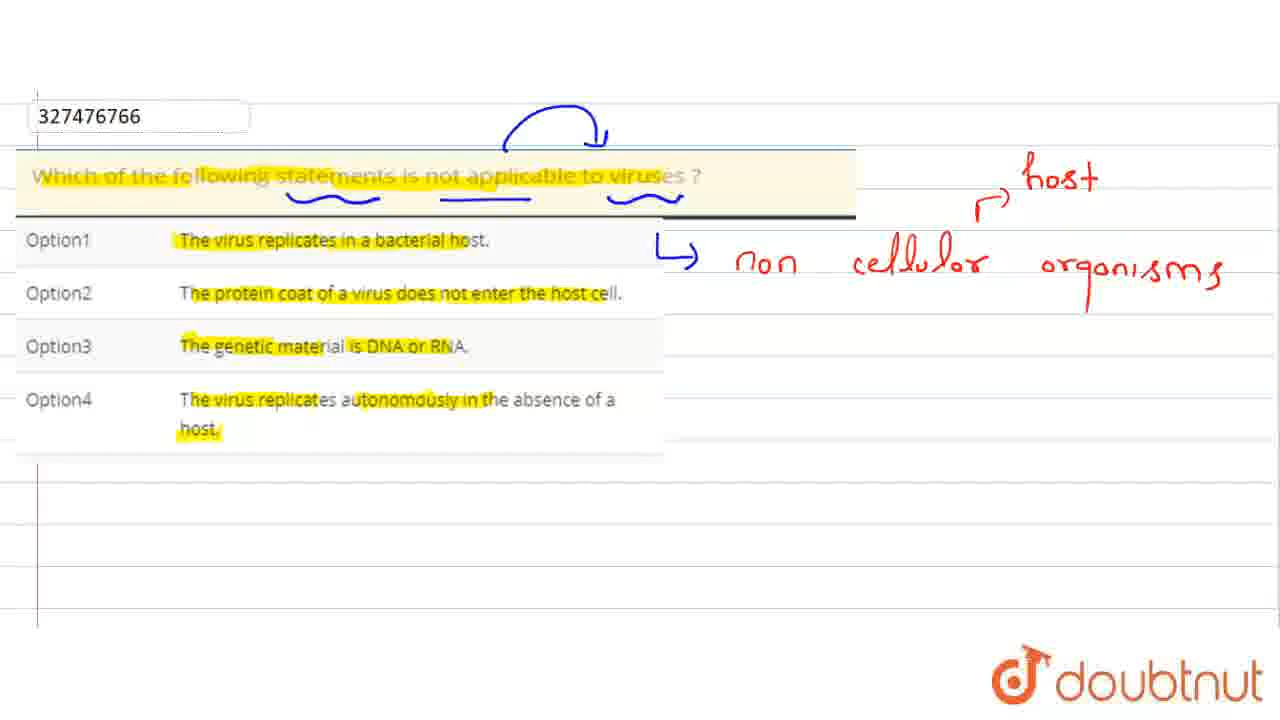 327476766
Which of the following statements is not applicable to viruses ?
host
Option1 The virus replicates in a bacterial host.
non cellular organisms
Option2 The protein coat of a virus does not enter the host cell.
Option3 The genetic material is DNA or RNA.
Option4 The virus replicates autonomously in the absence of a
host.
doubtnut